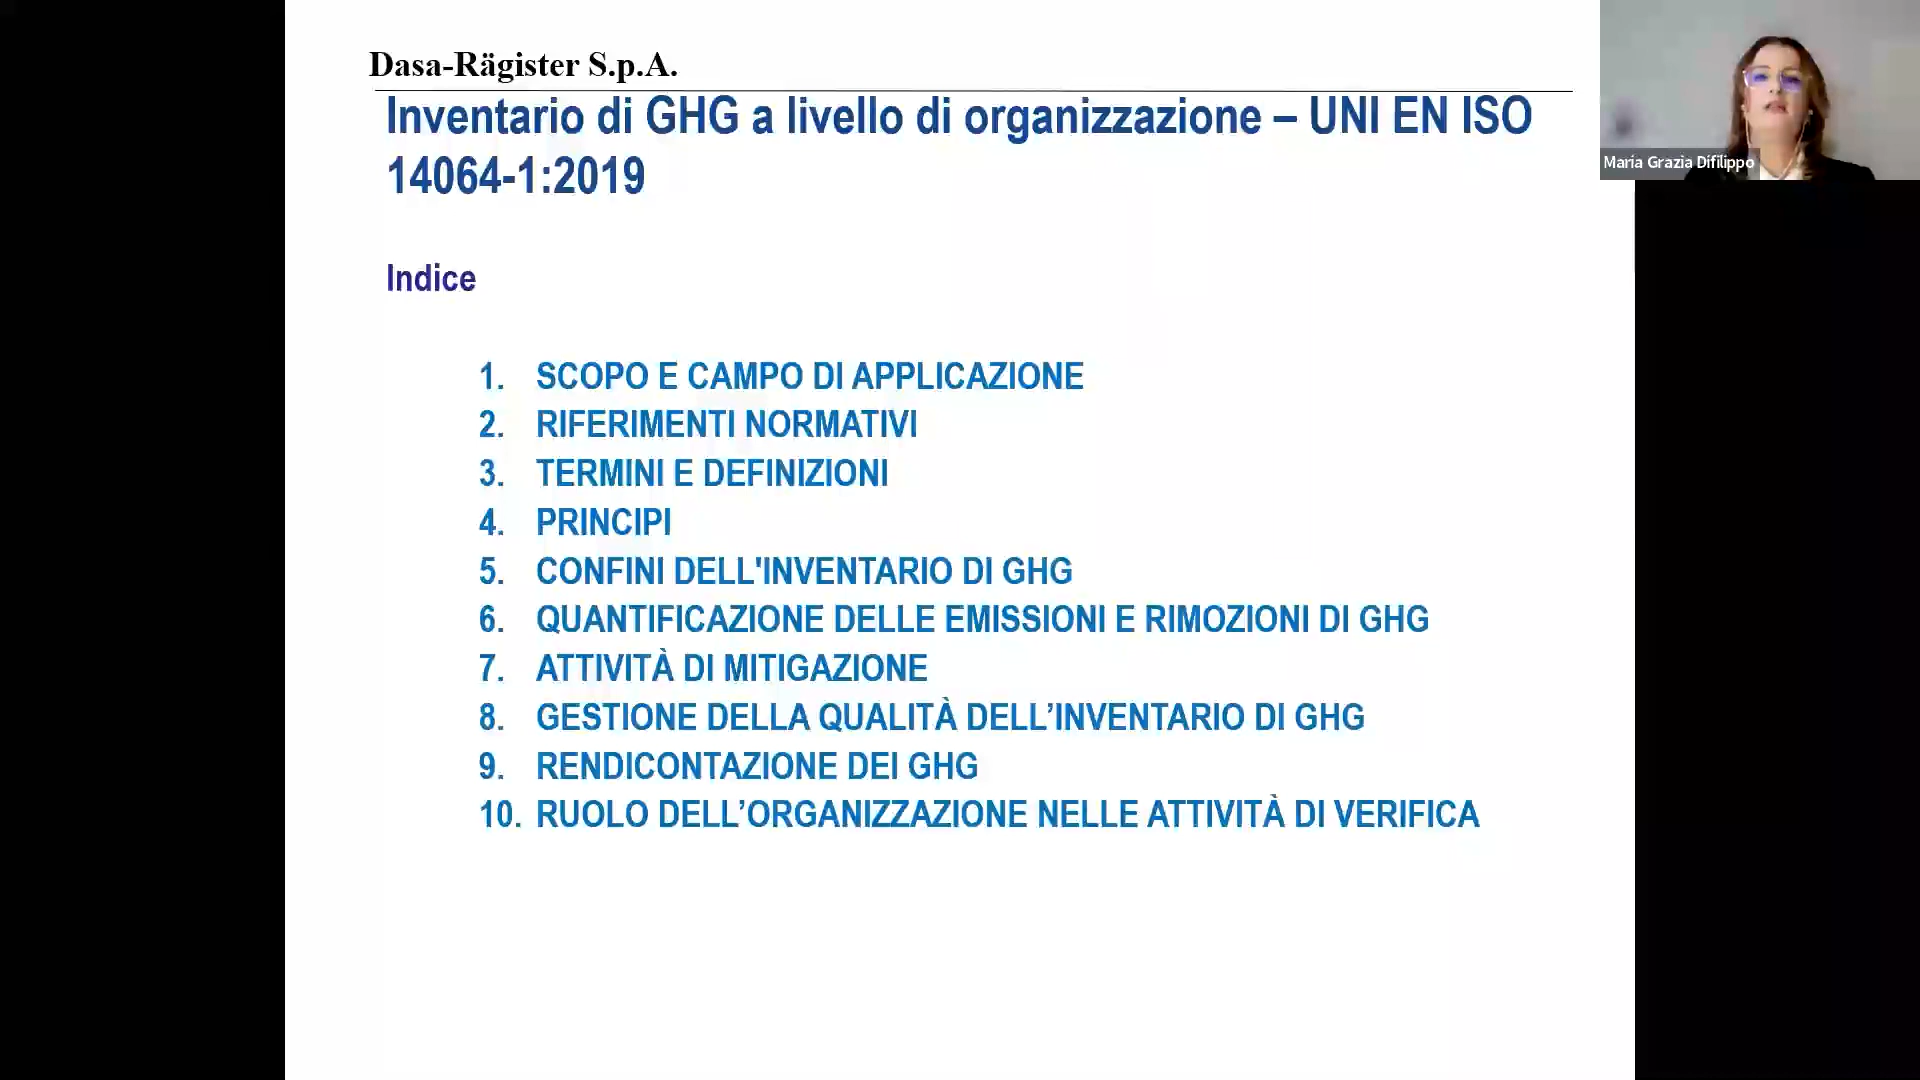 Dasa-Rägister S.p.A.
Inventario di GHG a livello di organizzazione – UNI EN ISO
14064-1:2019
Maria Grazia Difilippo
Indice
1. SCOPO E CAMPO DI APPLICAZIONE
2. RIFERIMENTI NORMATIVI
3. TERMINI E DEFINIZIONI
4. PRINCIPI
5. CONFINI DELL'INVENTARIO DI GHG
6. QUANTIFICAZIONE DELLE EMISSIONI E RIMOZIONI DI GHG
7. ATTIVITÀ DI MITIGAZIONE
8. GESTIONE DELLA QUALITÀ DELL’INVENTARIO DI GHG
9. RENDICONTAZIONE DEI GHG
10. RUOLO DELL’ORGANIZZAZIONE NELLE ATTIVITÀ DI VERIFICA